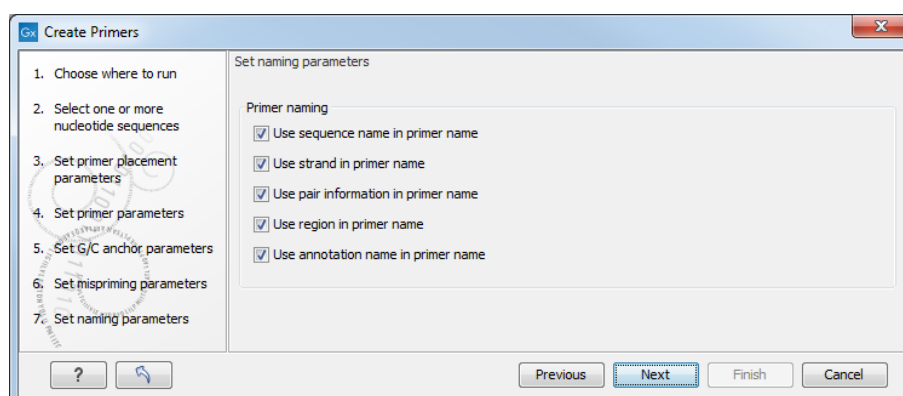 Gx Create Primers
1. Choose where to run
2. Select one or more
nucleotide sequences
3. Set primer placement
parameters
4. Set primer parameters
5. Set G/C anchor parameters
6. Set mispriming parameters
7. Set naming parameters
Set naming parameters
Primer naming
Use sequence name in primer name
Use strand in primer name
Use pair information in primer name
Use region in primer name
Use annotation name in primer name
?
Previous
Next
Finish
Cancel